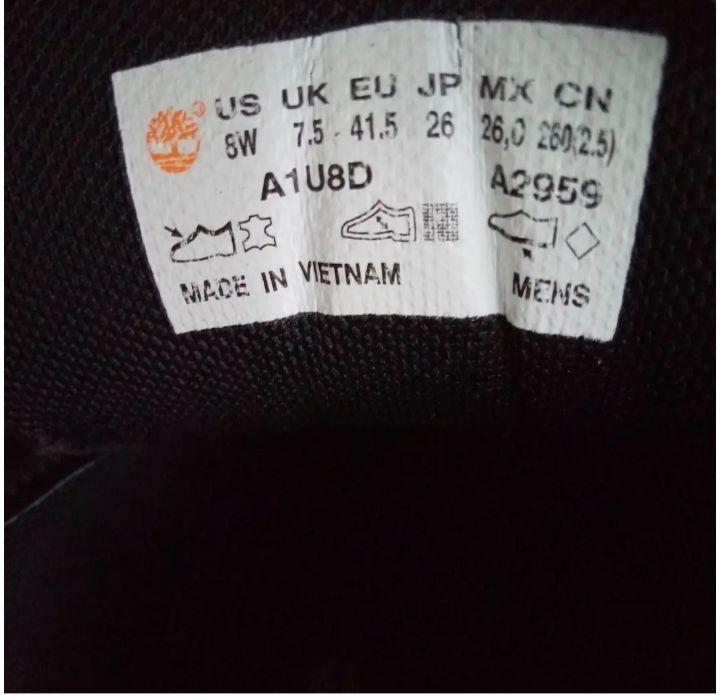 US UK EU JP MX CN
8W 7.5 - 41.5 26 26,0 260(2.5)
A1U8D A2959
MADE IN VIETNAM MENS